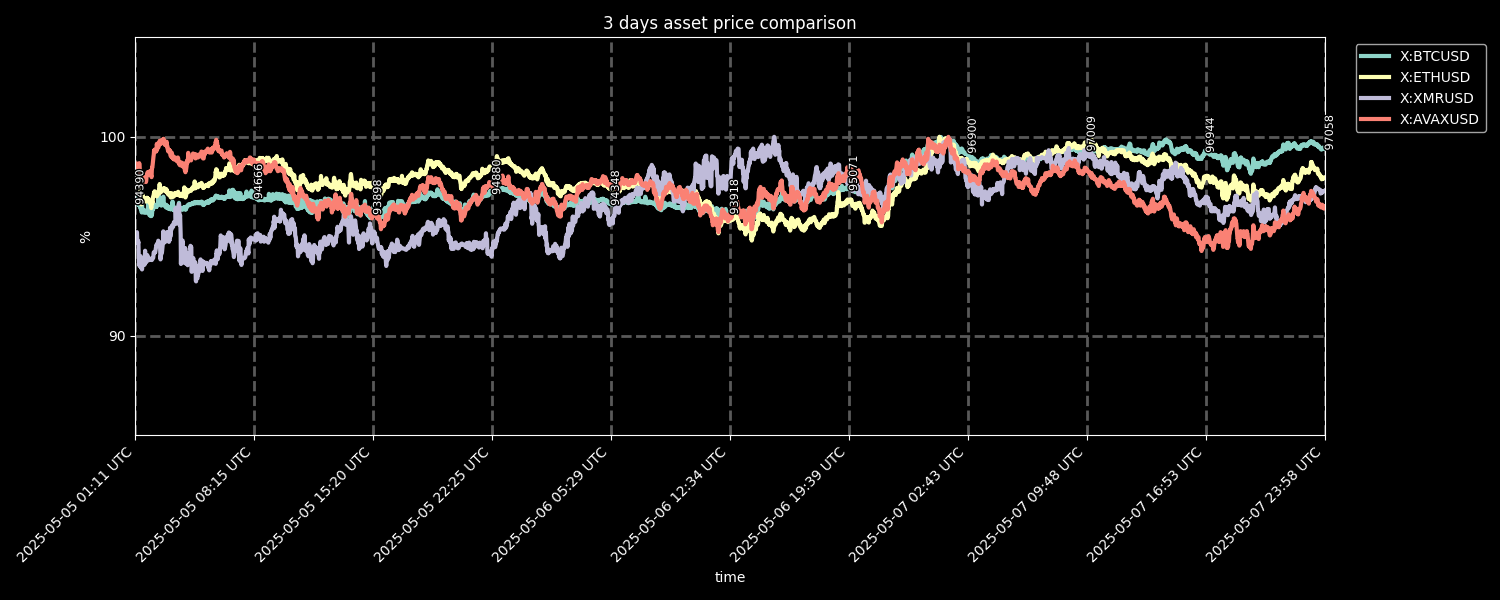 3 days asset price comparison
X:BTCUSD
X:ETHUSD
X:XMRUSD
X:AVAXUSD
100
90
%
94390
94666
93898
94880
94348
93918
95071
96900
97009
96944
97058
2025-05-05 01:11 UTC
2025-05-05 08:15 UTC
2025-05-05 15:20 UTC
2025-05-05 22:25 UTC
2025-05-06 05:29 UTC
2025-05-06 12:34 UTC
2025-05-06 19:39 UTC
2025-05-07 02:43 UTC
2025-05-07 09:48 UTC
2025-05-07 16:53 UTC
2025-05-07 23:58 UTC
time